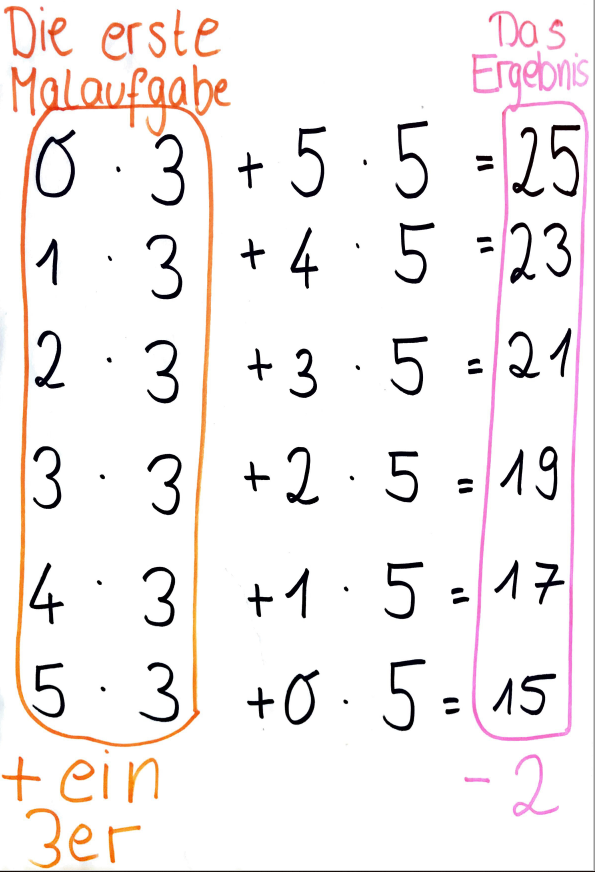 Die erste
Malaufgabe
Das
Ergebnis
0 · 3 + 5 · 5 = 25
1 · 3 + 4 · 5 = 23
2 · 3 + 3 · 5 = 21
3 · 3 + 2 · 5 = 19
4 · 3 + 1 · 5 = 17
5 · 3 + 0 · 5 = 15
+ ein
3er
- 2